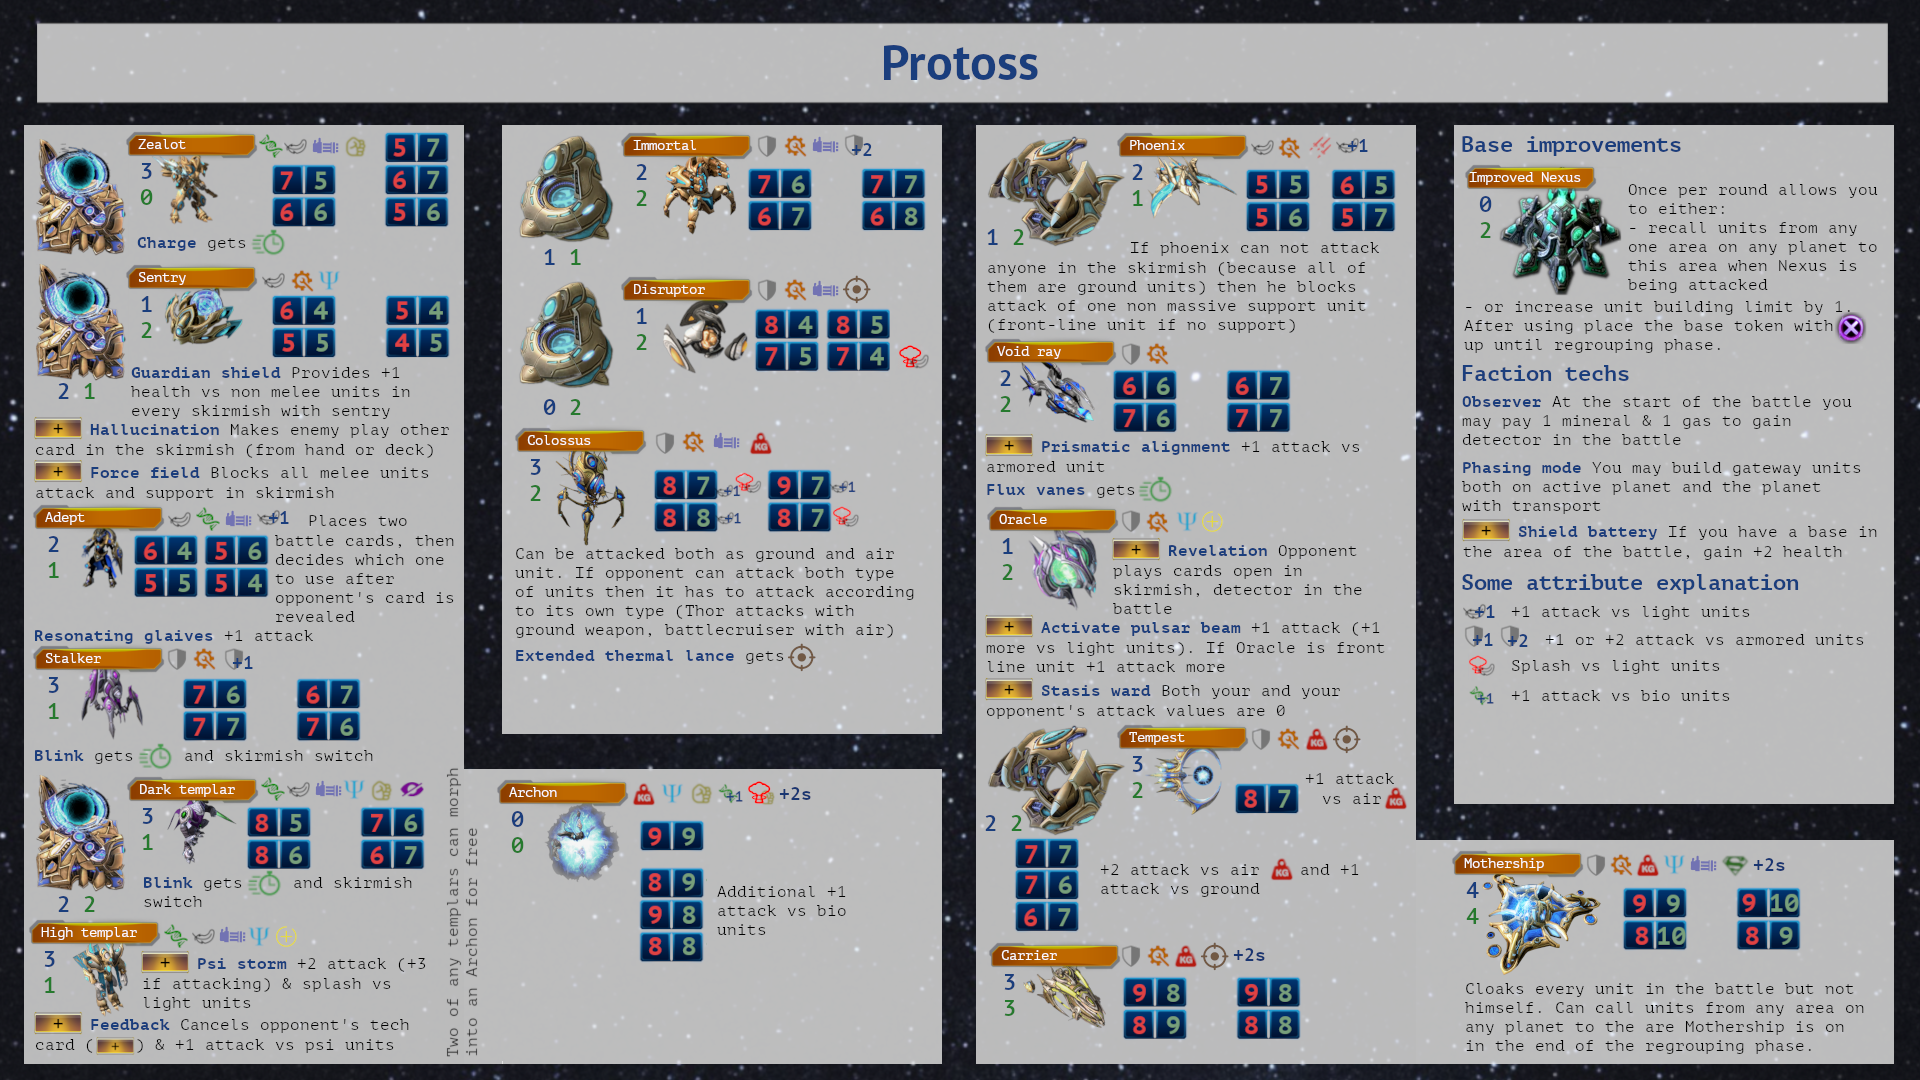 Protoss
Zealot
3
0
7 5
6 6
5 7
6 7
5 6
Charge gets
Sentry
1
2
6 4
5 5
5 4
4 5
2 1
Guardian shield Provides +1
health vs non melee units in
every skirmish with sentry
+ Hallucination Makes enemy play other
card in the skirmish (from hand or deck)
+ Force field Blocks all melee units
attack and support in skirmish
Adept
+1
2
1
6 4 5 6
5 5 5 4
Places two
battle cards, then
decides which one
to use after
opponent's card is
revealed
Resonating glaives +1 attack
Stalker
+1
3
1
7 6
7 7
6 7
7 6
Blink gets and skirmish switch
Dark templar
3
1
8 5
8 6
7 6
6 7
2 2
Blink gets and skirmish
switch
High templar
3
1
+ Psi storm +2 attack (+3
if attacking) & splash vs
light units
+ Feedback Cancels opponent's tech
card ( + ) & +1 attack vs psi units
Two of any templars can morph
into an Archon for free
Immortal
+2
2
2
7 6
6 7
7 7
6 8
1 1
Disruptor
1
2
8 4 8 5
7 5 7 4
0 2
Colossus
KG
3
2
8 7 +1 9 7 +1
8 8 +1 8 7
Can be attacked both as ground and air
unit. If opponent can attack both type
of units then it has to attack according
to its own type (Thor attacks with
ground weapon, battlecruiser with air)
Extended thermal lance gets
Archon
KG +1 +2s
0
0
9 9
8 9
9 8
8 8
Additional +1
attack vs bio
units
Phoenix
+1
2
1
5 5
5 6
6 5
5 7
1 2
If phoenix can not attack
anyone in the skirmish (because all of
them are ground units) then he blocks
attack of one non massive support unit
(front-line unit if no support)
Void ray
2
2
6 6
7 6
6 7
7 7
+ Prismatic alignment +1 attack vs
armored unit
Flux vanes gets
Oracle
1
2
+ Revelation Opponent
plays cards open in
skirmish, detector in the
battle
+ Activate pulsar beam +1 attack (+1
more vs light units). If Oracle is front
line unit +1 attack more
+ Stasis ward Both your and your
opponent's attack values are 0
Tempest
KG
3
2
8 7
+1 attack
vs air KG
2 2
7 7
7 6
6 7
+2 attack vs air KG and +1
attack vs ground
Carrier
KG +2s
3
3
9 8
8 9
9 8
8 8
Base improvements
Improved Nexus
0
2
Once per round allows you
to either:
- recall units from any
one area on any planet to
this area when Nexus is
being attacked
- or increase unit building limit by 1.
After using place the base token with
up until regrouping phase.
Faction techs
Observer At the start of the battle you
may pay 1 mineral & 1 gas to gain
detector in the battle
Phasing mode You may build gateway units
both on active planet and the planet
with transport
+ Shield battery If you have a base in
the area of the battle, gain +2 health
Some attribute explanation
+1 +1 attack vs light units
+1 +2 +1 or +2 attack vs armored units
Splash vs light units
+1 +1 attack vs bio units
Mothership
KG +2s
4
4
9 9
8 10
9 10
8 9
Cloaks every unit in the battle but not
himself. Can call units from any area on
any planet to the are Mothership is on
in the end of the regrouping phase.